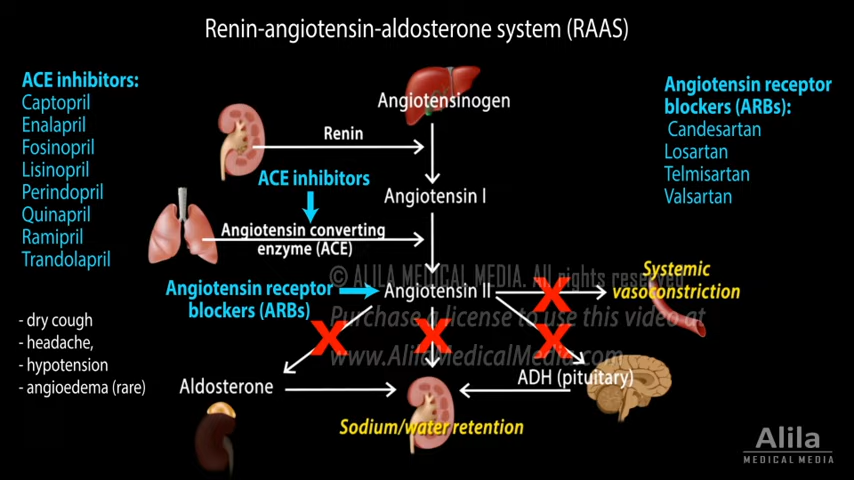 Renin-angiotensin-aldosterone system (RAAS)
ACE inhibitors:
Captopril
Enalapril
Fosinopril
Lisinopril
Perindopril
Quinapril
Ramipril
Trandolapril
- dry cough
- headache,
- hypotension
- angioedema (rare)
Angiotensinogen
Renin
ACE inhibitors
Angiotensin I
Angiotensin converting
enzyme (ACE)
Angiotensin receptor
blockers (ARBs)
Angiotensin II
X
X
X
X
Systemic
vasoconstriction
Aldosterone
ADH (pituitary)
Sodium/water retention
Angiotensin receptor
blockers (ARBs):
Candesartan
Losartan
Telmisartan
Valsartan
© ALILA MEDICAL MEDIA. All rights reserved.
Purchase a license to use this video at
www.AlilaMedicalMedia.com
Alila
MEDICAL MEDIA